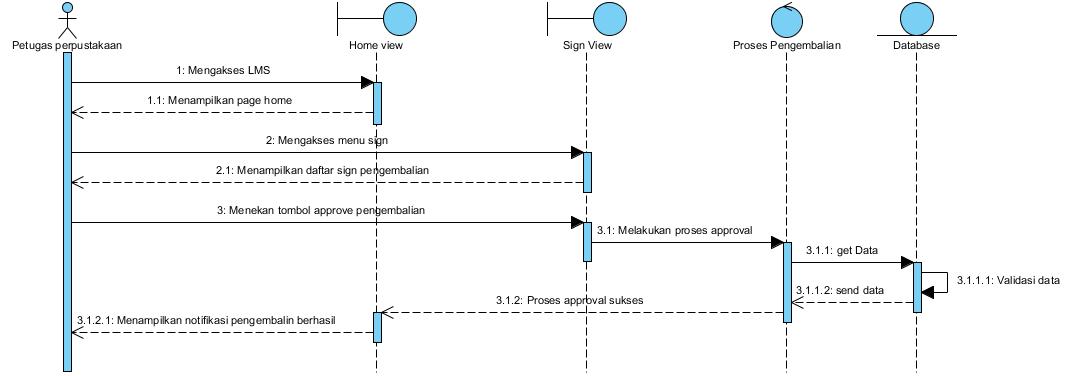 Petugas perpustakaan
Home view
Sign View
Proses Pengembalian
Database
1: Mengakses LMS
1.1: Menampilkan page home
2: Mengakses menu sign
2.1: Menampilkan daftar sign pengembalian
3: Menekan tombol approve pengembalian
3.1: Melakukan proses approval
3.1.1: get Data
3.1.1.1: Validasi data
3.1.1.2: send data
3.1.2: Proses approval sukses
3.1.2.1: Menampilkan notifikasi pengembalin berhasil